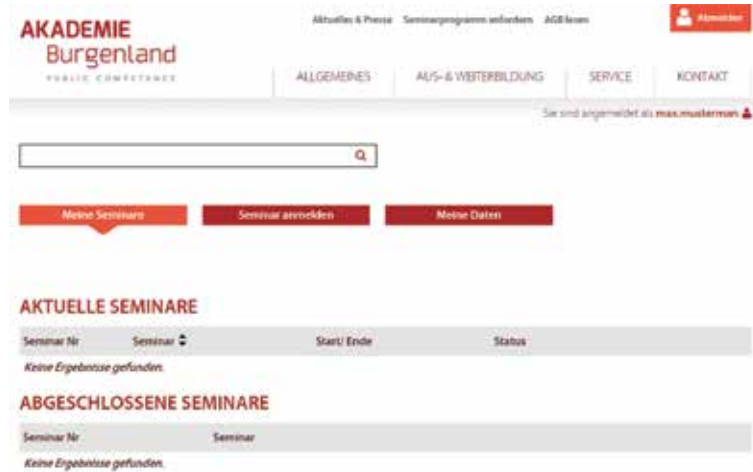 AKADEMIE
Burgenland
PUBLIC COMPETENCE
Aktuelles & Presse Seminarprogramm anfordern AGB lesen
Abmelden
ALLGEMEINES AUS- & WEITERBILDUNG SERVICE KONTAKT
Sie sind angemeldet als max.musterman
Meine Seminare Seminar anmelden Meine Daten
AKTUELLE SEMINARE
Seminar Nr Seminar Start/ Ende Status
Keine Ergebnisse gefunden.
ABGESCHLOSSENE SEMINARE
Seminar Nr Seminar
Keine Ergebnisse gefunden.